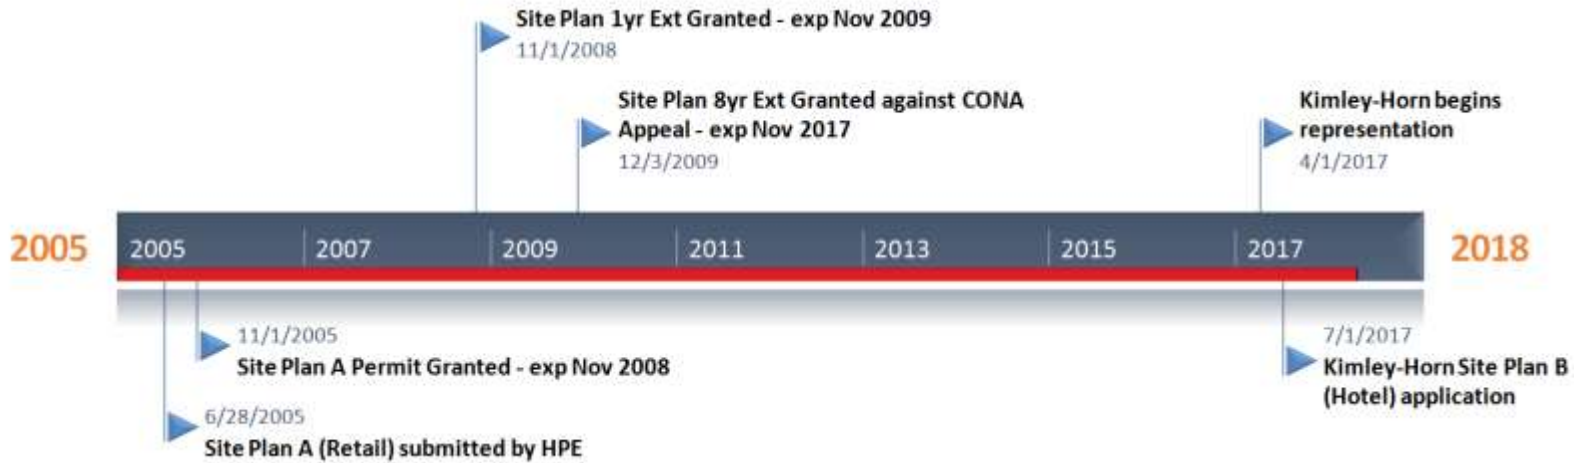 Site Plan 1yr Ext Granted - exp Nov 2009
11/1/2008
Site Plan 8yr Ext Granted against CONA
Appeal - exp Nov 2017
12/3/2009
Kimley-Horn begins
representation
4/1/2017
2005
2005 2007 2009 2011 2013 2015 2017
2018
11/1/2005
Site Plan A Permit Granted - exp Nov 2008
6/28/2005
Site Plan A (Retail) submitted by HPE
7/1/2017
Kimley-Horn Site Plan B
(Hotel) application